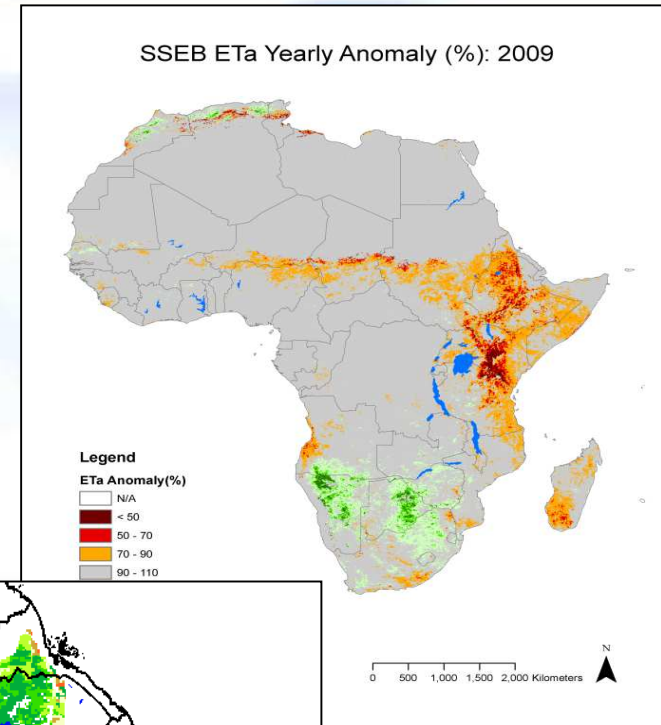 SSEB ETa Yearly Anomaly (%): 2009
Legend
ETa Anomaly(%)
N/A
< 50
50 - 70
70 - 90
90 - 110
N
0 500 1,000 1,500 2,000 Kilometers